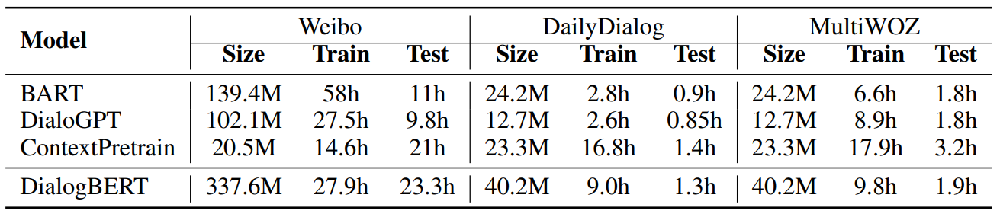 Model Weibo DailyDialog MultiWOZ
Size Train Test Size Train Test Size Train Test
BART 139.4M 58h 11h 24.2M 2.8h 0.9h 24.2M 6.6h 1.8h
DialoGPT 102.1M 27.5h 9.8h 12.7M 2.6h 0.85h 12.7M 8.9h 1.8h
ContextPretrain 20.5M 14.6h 21h 23.3M 16.8h 1.4h 23.3M 17.9h 3.2h
DialogBERT 337.6M 27.9h 23.3h 40.2M 9.0h 1.3h 40.2M 9.8h 1.9h